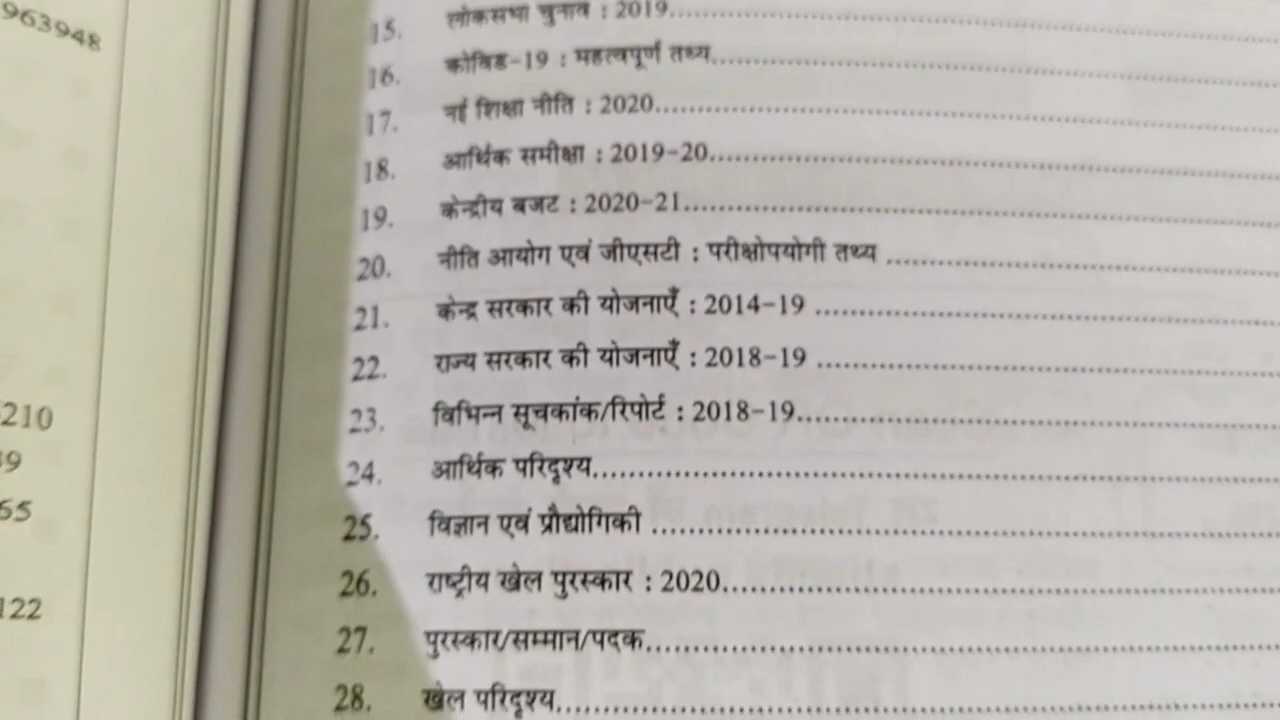 963948
15. लोकसभा चुनाव : 2019....................
16. कोविड-19 : महत्वपूर्ण तथ्य....................
17. नई शिक्षा नीति : 2020....................
18. आर्थिक समीक्षा : 2019-20....................
19. केन्द्रीय बजट : 2020-21....................
20. नीति आयोग एवं जीएसटी : परीक्षोपयोगी तथ्य ....................
21. केन्द्र सरकार की योजनाएँ : 2014-19 ....................
22. राज्य सरकार की योजनाएँ : 2018-19 ....................
210
23. विभिन्न सूचकांक/रिपोर्ट : 2018-19....................
24. आर्थिक परिदृश्य....................
65
25. विज्ञान एवं प्रौद्योगिकी ....................
26. राष्ट्रीय खेल पुरस्कार : 2020....................
122
27. पुरस्कार/सम्मान/पदक....................
28. खेल परिदृश्य....................